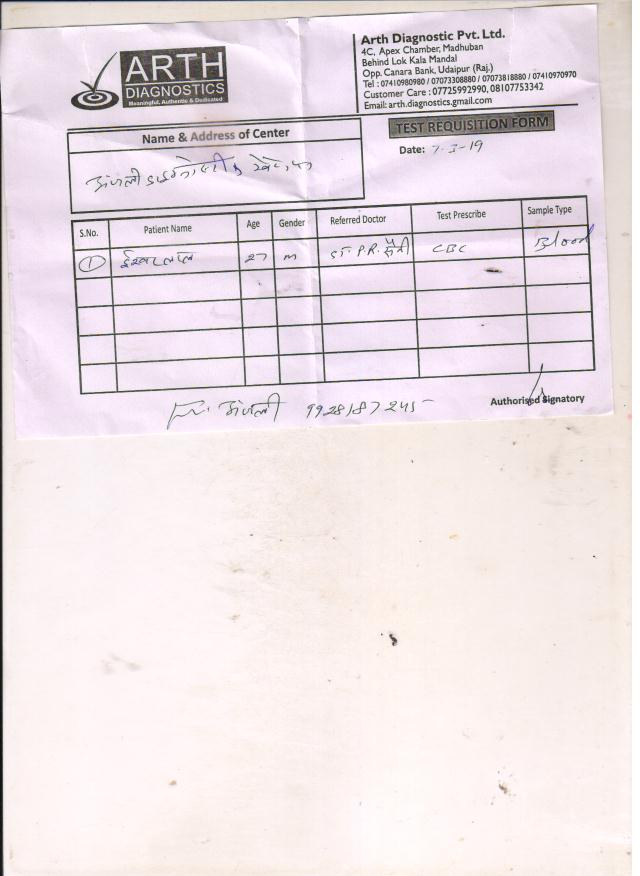 ARTH
DIAGNOSTICS
Meaningful, Authentic & Dedicated
Arth Diagnostic Pvt. Ltd.
4C, Apex Chamber, Madhuban
Behind Lok Kala Mandal
Opp. Canara Bank, Udaipur (Raj.)
Tel : 07410980980 / 07073308880 / 07073818880 / 07410970970
Customer Care : 07725992990, 08107753342
Email: arth.diagnostics.gmail.com
Name & Address of Center
TEST REQUISITION FORM
Date: 7-3-19
S.No. Patient Name Age Gender Referred Doctor Test Prescribe Sample Type
1 27 m P.R. CBC Blood
अंजली 9928187245
Authorised Signatory